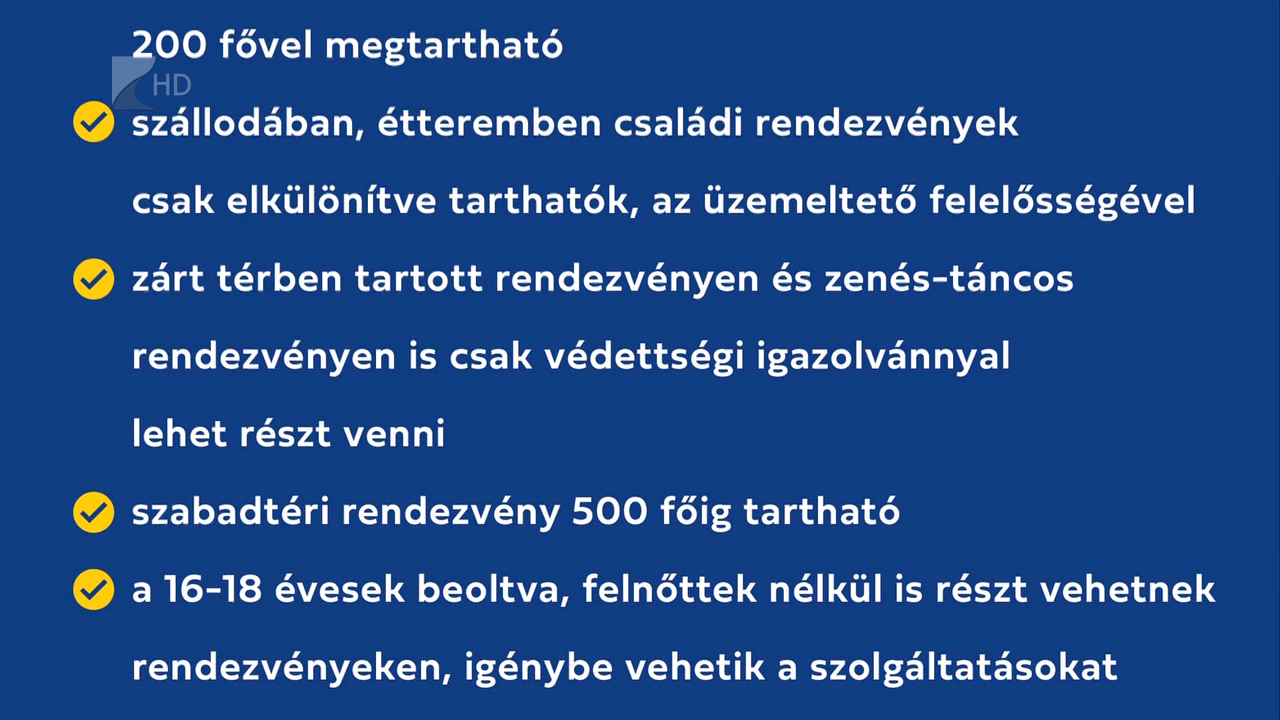 200 fővel megtartható
HD
szállodában, étteremben családi rendezvények
csak elkülönítve tarthatók, az üzemeltető felelősségével
zárt térben tartott rendezvényen és zenés-táncos
rendezvényen is csak védettségi igazolvánnyal
lehet részt venni
szabadtéri rendezvény 500 főig tartható
a 16-18 évesek beoltva, felnőttek nélkül is részt vehetnek
rendezvényeken, igénybe vehetik a szolgáltatásokat